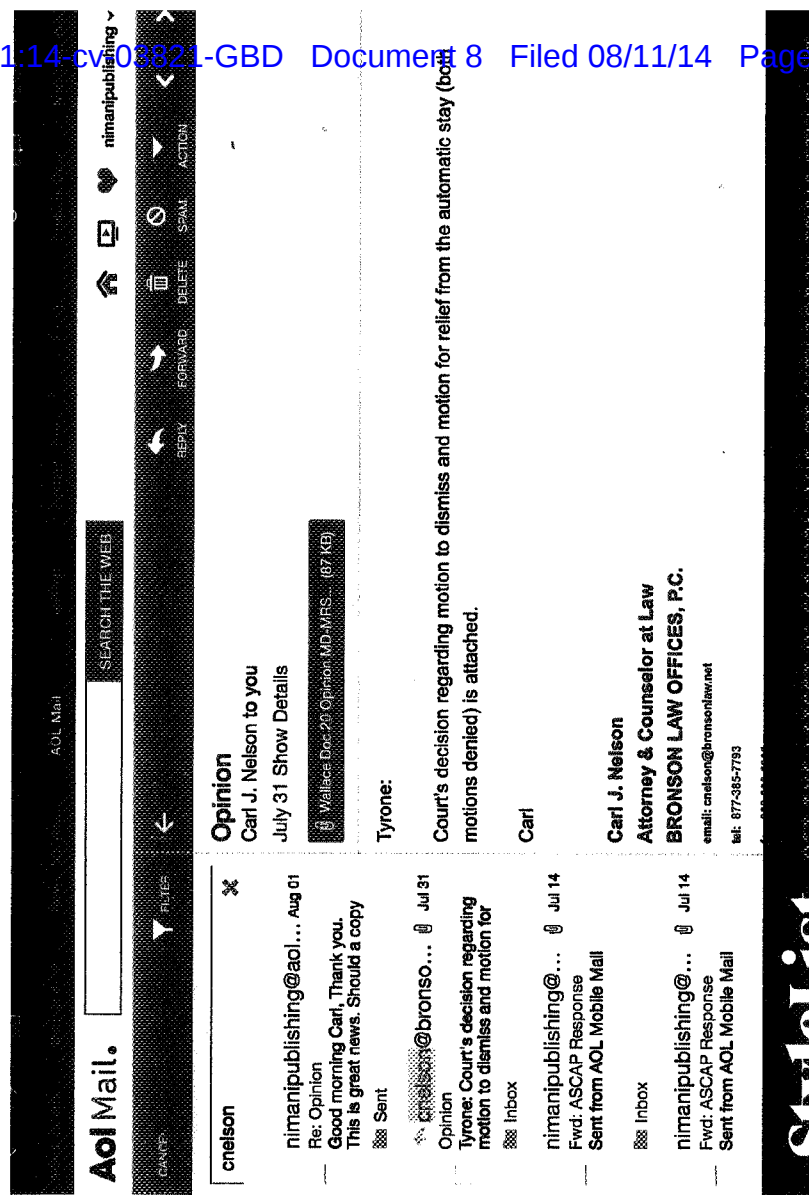 1:14-cv-03821-GBD Document 8 Filed 08/11/14 Page
AOL Mail
Aol Mail.
SEARCH THE WEB
nimanipublishing
CANCEL
FILTER
REPLY
FORWARD
DELETE
SPAM
ACTION
cnelson
nimanipublishing@aol... Aug 01
Re: Opinion
Good morning Carl, Thank you.
This is great news. Should a copy
Sent
cnelson@bronso... Jul 31
Opinion
Tyrone: Court's decision regarding
motion to dismiss and motion for
Inbox
nimanipublishing@... Jul 14
Fwd: ASCAP Response
Sent from AOL Mobile Mail
Inbox
nimanipublishing@... Jul 14
Fwd: ASCAP Response
Sent from AOL Mobile Mail
Opinion
Carl J. Nelson to you
July 31 Show Details
Wallace Doc 20 Opinion MD-MRS... (87 KB)
Tyrone:
Court's decision regarding motion to dismiss and motion for relief from the automatic stay (both
motions denied) is attached.
Carl
Carl J. Nelson
Attorney & Counselor at Law
BRONSON LAW OFFICES, P.C.
email: cnelson@bronsonlaw.net
tel: 877-385-7793
StyleList